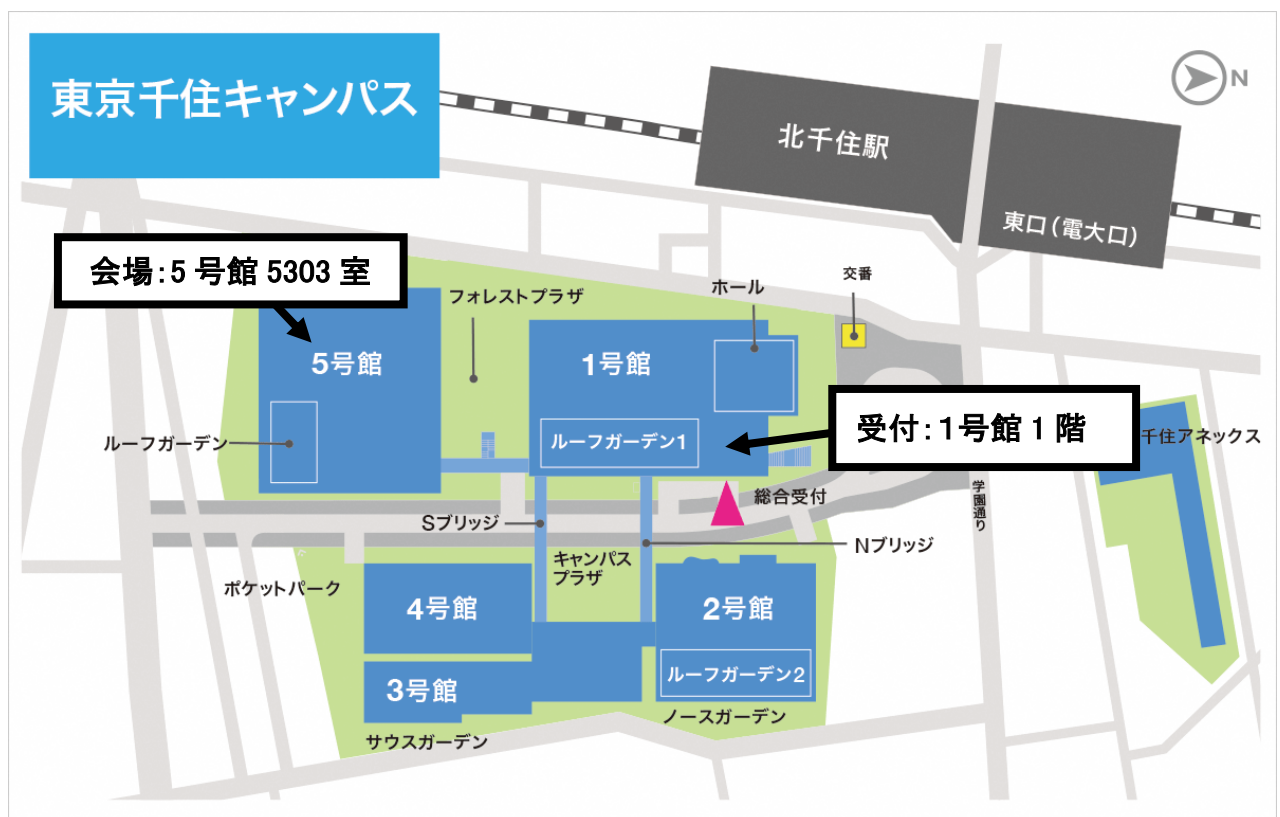 東京千住キャンパス
N
北千住駅
東口(電大口)
会場:5 号館 5303 室
フォレストプラザ
ホール
交番
5号館
1号館
受付:1号館 1 階
ルーフガーデン
ルーフガーデン1
千住アネックス
総合受付
学園通り
Sブリッジ
Nブリッジ
キャンパス
プラザ
ポケットパーク
4号館
2号館
3号館
ルーフガーデン2
ノースガーデン
サウスガーデン